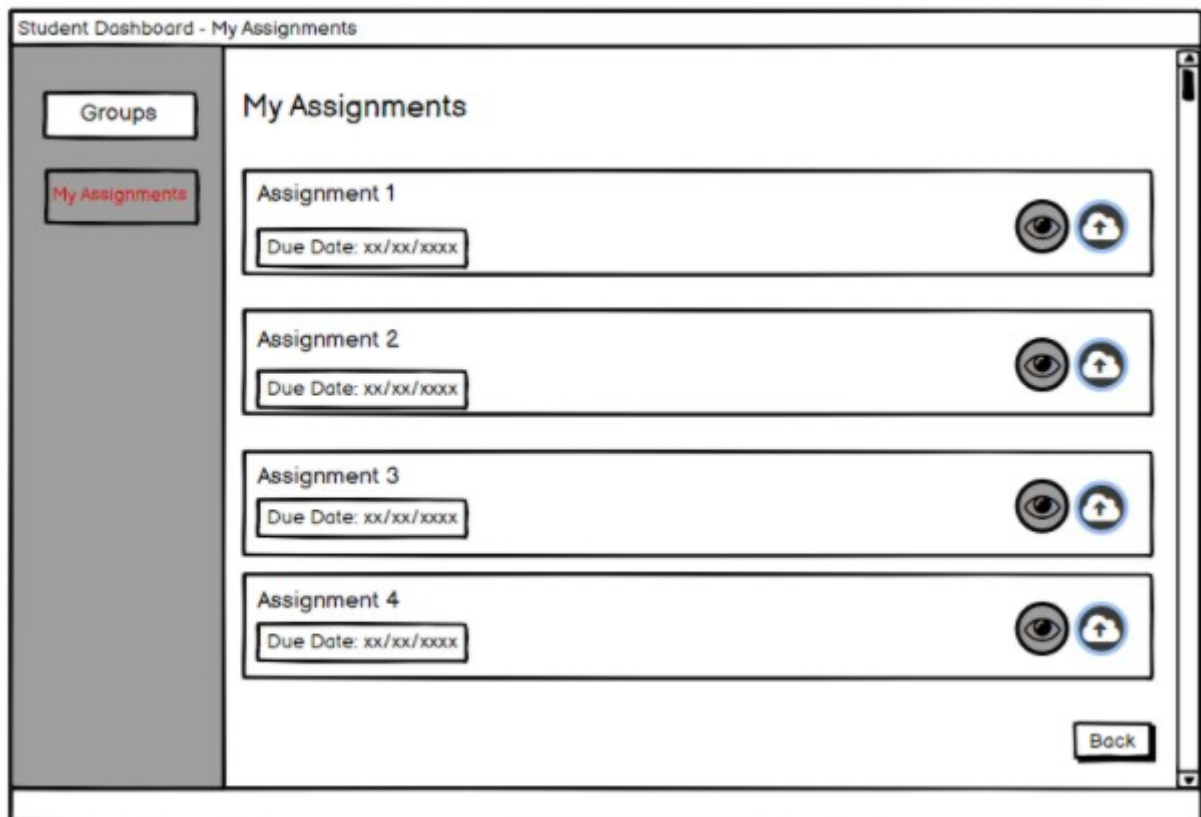 Student Dashboard - My Assignments
Groups
My Assignments
My Assignments
Assignment 1
Due Date: xx/xx/xxxx
Assignment 2
Due Date: xx/xx/xxxx
Assignment 3
Due Date: xx/xx/xxxx
Assignment 4
Due Date: xx/xx/xxxx
Back